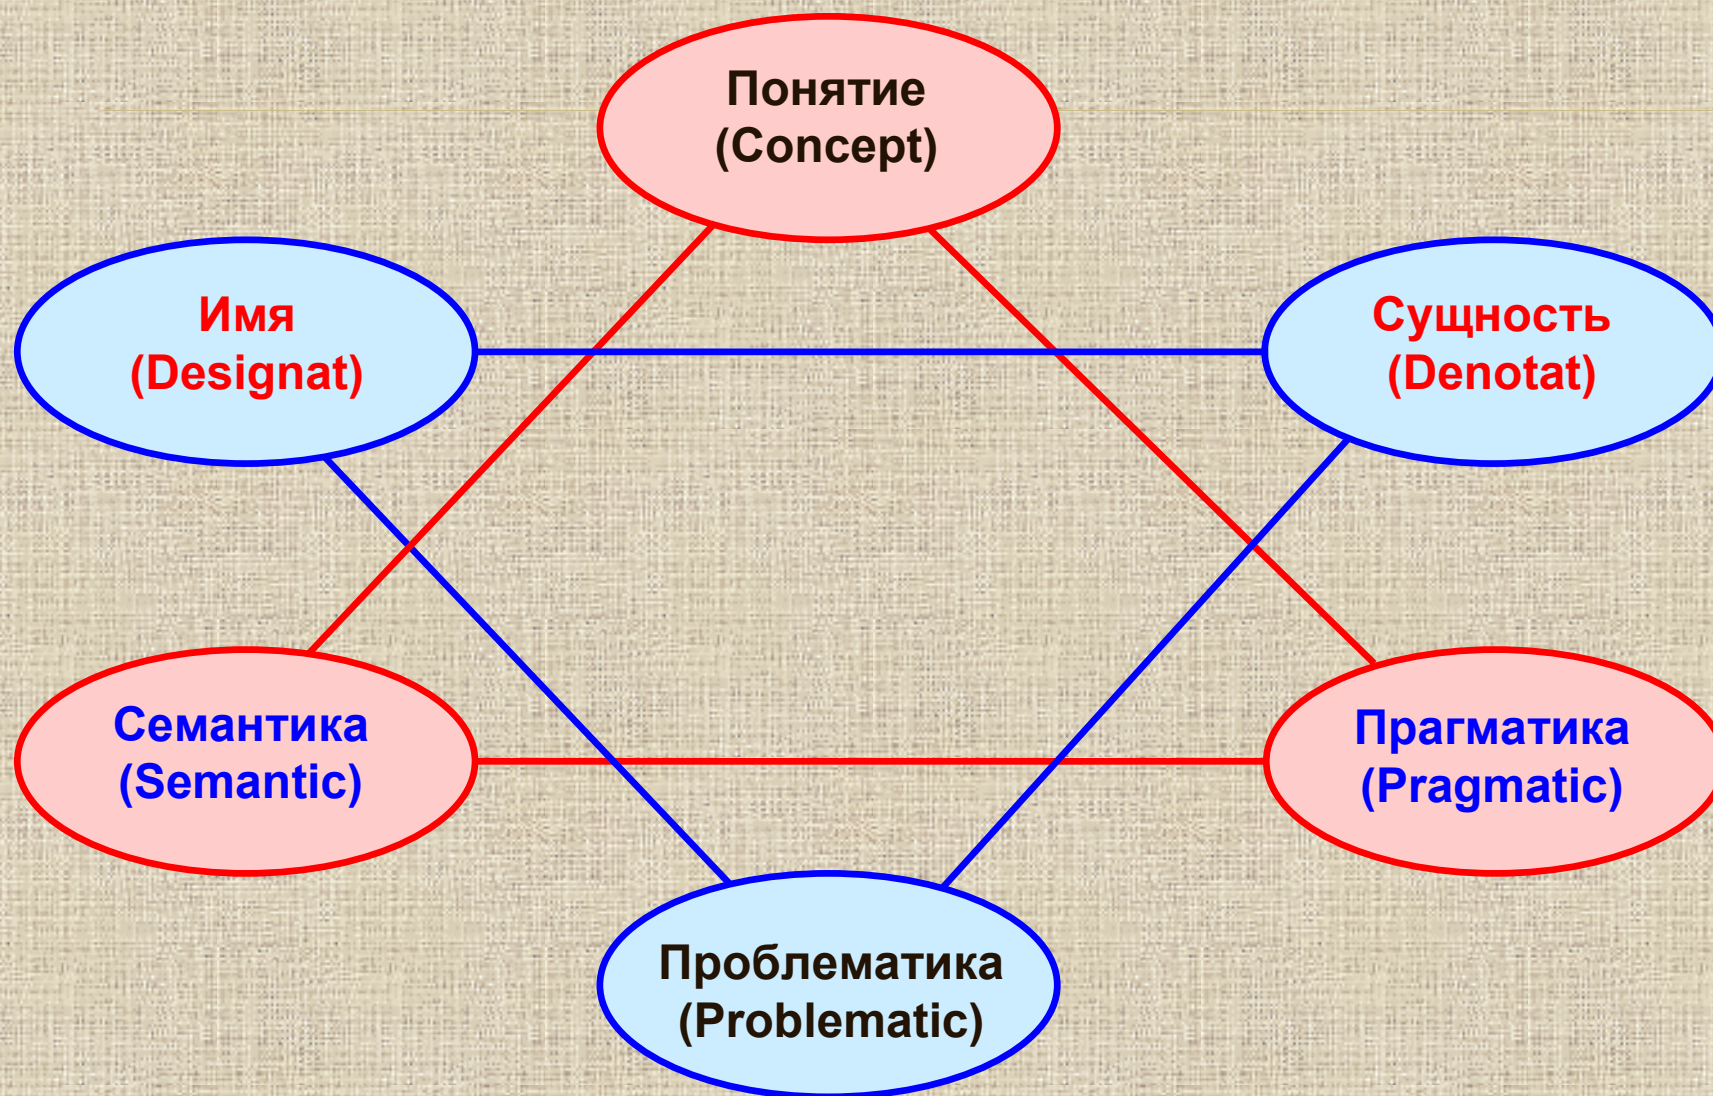 Понятие
(Concept)
Имя
(Designat)
Сущность
(Denotat)
Семантика
(Semantic)
Прагматика
(Pragmatic)
Проблематика
(Problematic)